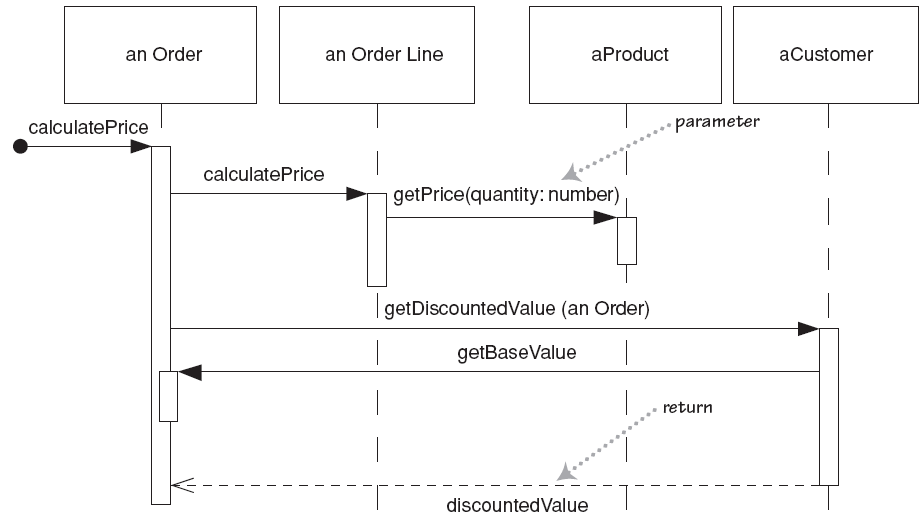 an Order
an Order Line
aProduct
aCustomer
parameter
calculatePrice
calculatePrice
getPrice(quantity: number)
getDiscountedValue (an Order)
getBaseValue
return
discountedValue